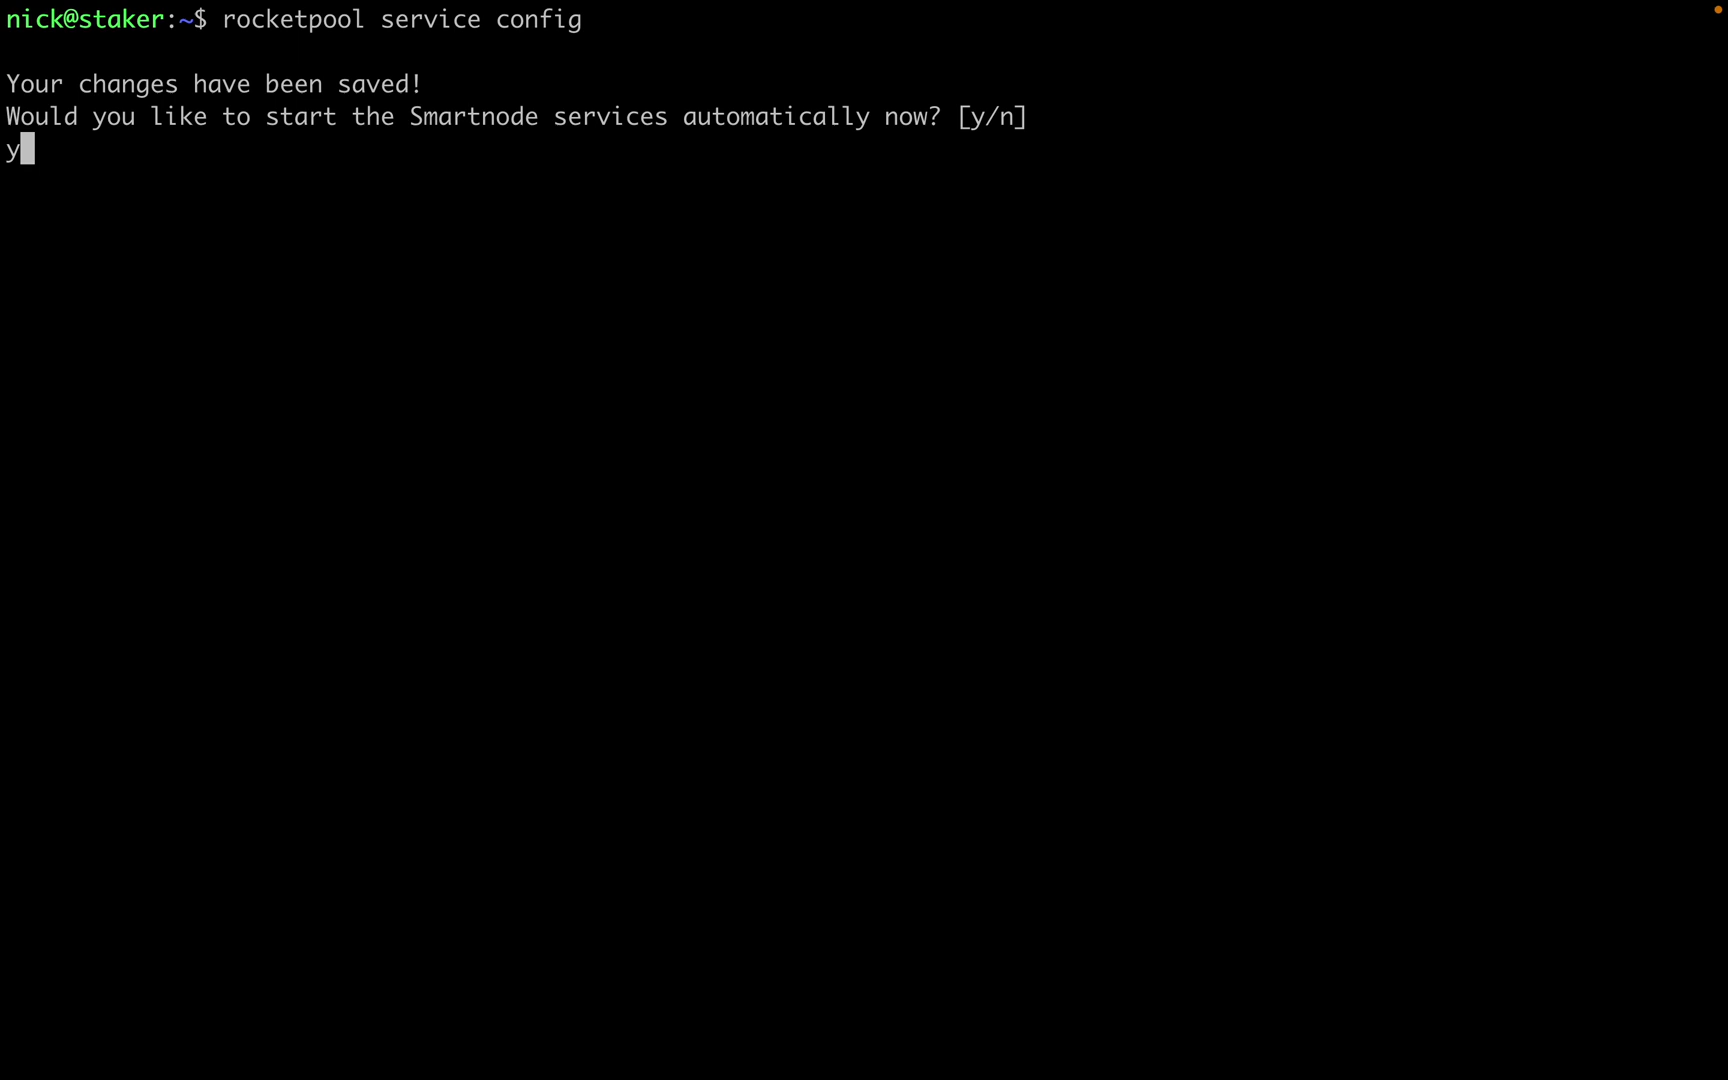 nick@staker:~$ rocketpool service config
Your changes have been saved!
Would you like to start the Smartnode services automatically now? [y/n]
y